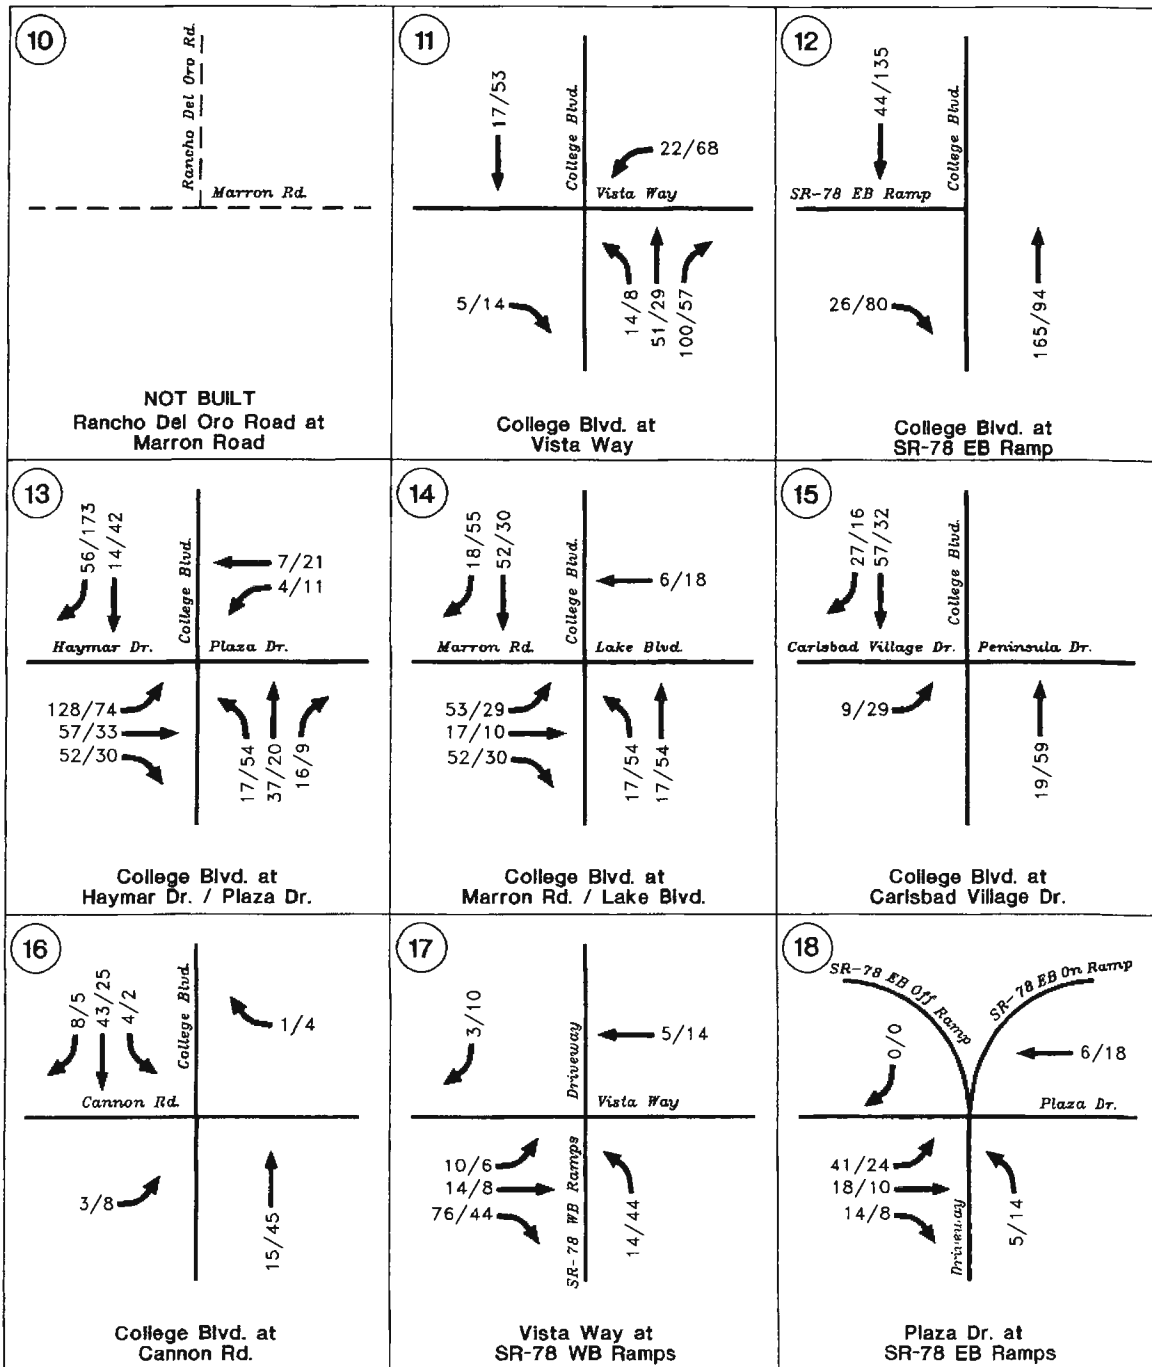 10
Rancho Del Oro Rd.
Marron Rd.
NOT BUILT
Rancho Del Oro Road at
Marron Road
11
17/53
College Blvd.
22/68
Vista Way
5/14
14/8
51/29
100/57
College Blvd. at
Vista Way
12
44/135
College Blvd.
SR-78 EB Ramp
26/80
165/94
College Blvd. at
SR-78 EB Ramp
13
56/173
14/42
College Blvd.
7/21
4/11
Haymar Dr.
Plaza Dr.
128/74
57/33
52/30
17/54
37/20
16/9
College Blvd. at
Haymar Dr. / Plaza Dr.
14
18/55
52/30
College Blvd.
6/18
Marron Rd.
Lake Blvd.
53/29
17/10
52/30
17/54
17/54
College Blvd. at
Marron Rd. / Lake Blvd.
15
27/16
57/32
College Blvd.
Carlsbad Village Dr.
Peninsula Dr.
9/29
19/59
College Blvd. at
Carlsbad Village Dr.
16
8/5
43/25
4/2
College Blvd.
1/4
Cannon Rd.
3/8
15/45
College Blvd. at
Cannon Rd.
17
3/10
Driveway
5/14
Vista Way
10/6
14/8
76/44
SR-78 WB Ramps
14/44
Vista Way at
SR-78 WB Ramps
18
SR-78 EB Off Ramp
SR-78 EB On Ramp
0/0
6/18
Plaza Dr.
41/24
18/10
14/8
Driveway
5/14
Plaza Dr. at
SR-78 EB Ramps